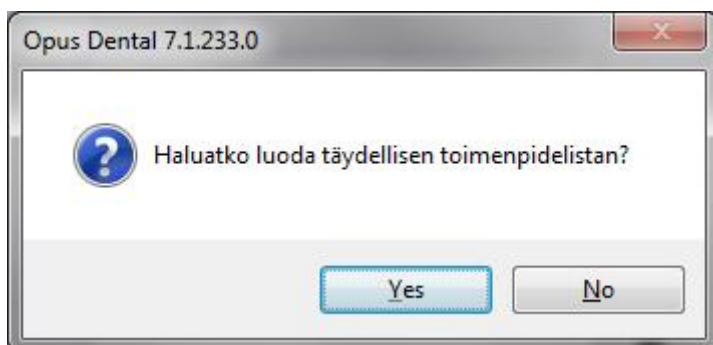 Opus Dental 7.1.233.0
Haluatko luoda täydellisen toimenpidelistan?
Yes No